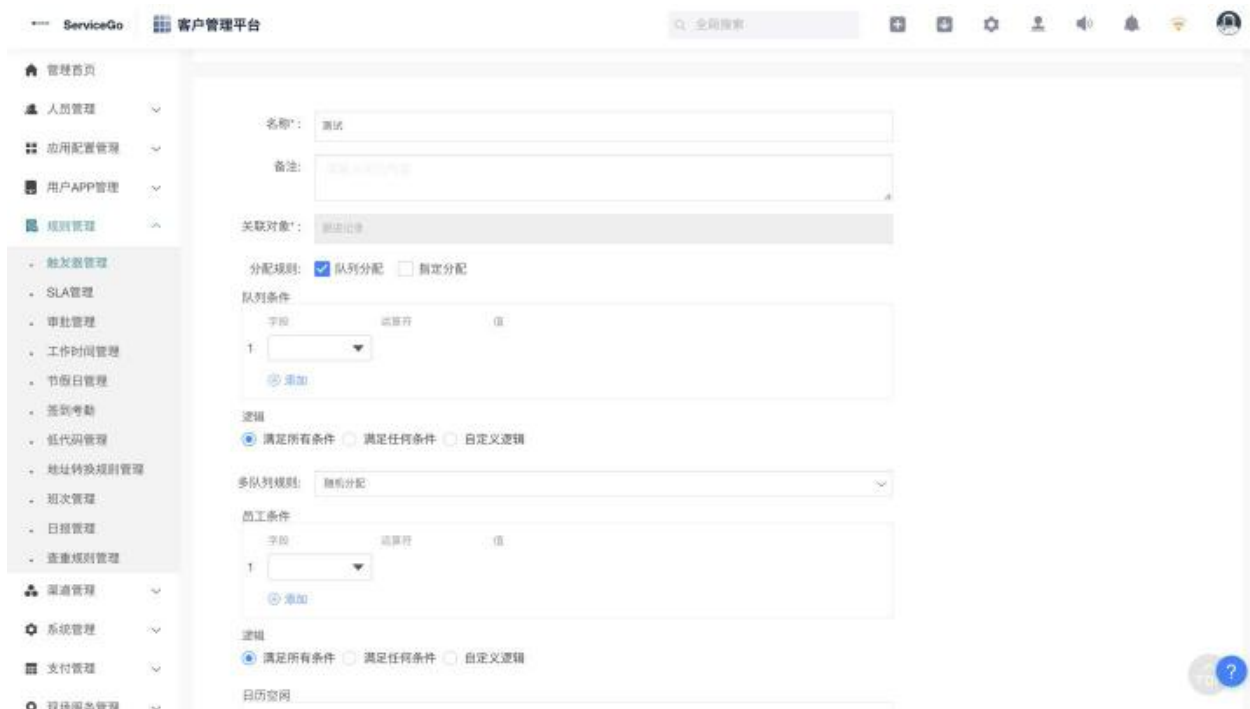 ServiceGo 客户管理平台 全局搜索
管理首页
人员管理
应用配置管理
用户APP管理
规则管理
触发器管理
SLA管理
审批管理
工作时间管理
节假日管理
签到考勤
低代码管理
地址转换规则管理
班次管理
日报管理
查重规则管理
渠道管理
系统管理
支付管理
现场服务管理
名称*: 测试
备注:
关联对象*:
分配规则: 队列分配 指定分配
队列条件
字段 运算符 值
1
添加
逻辑
满足所有条件 满足任何条件 自定义逻辑
多队列规则: 随机分配
员工条件
字段 运算符 值
1
添加
逻辑
满足所有条件 满足任何条件 自定义逻辑
日历空闲
?